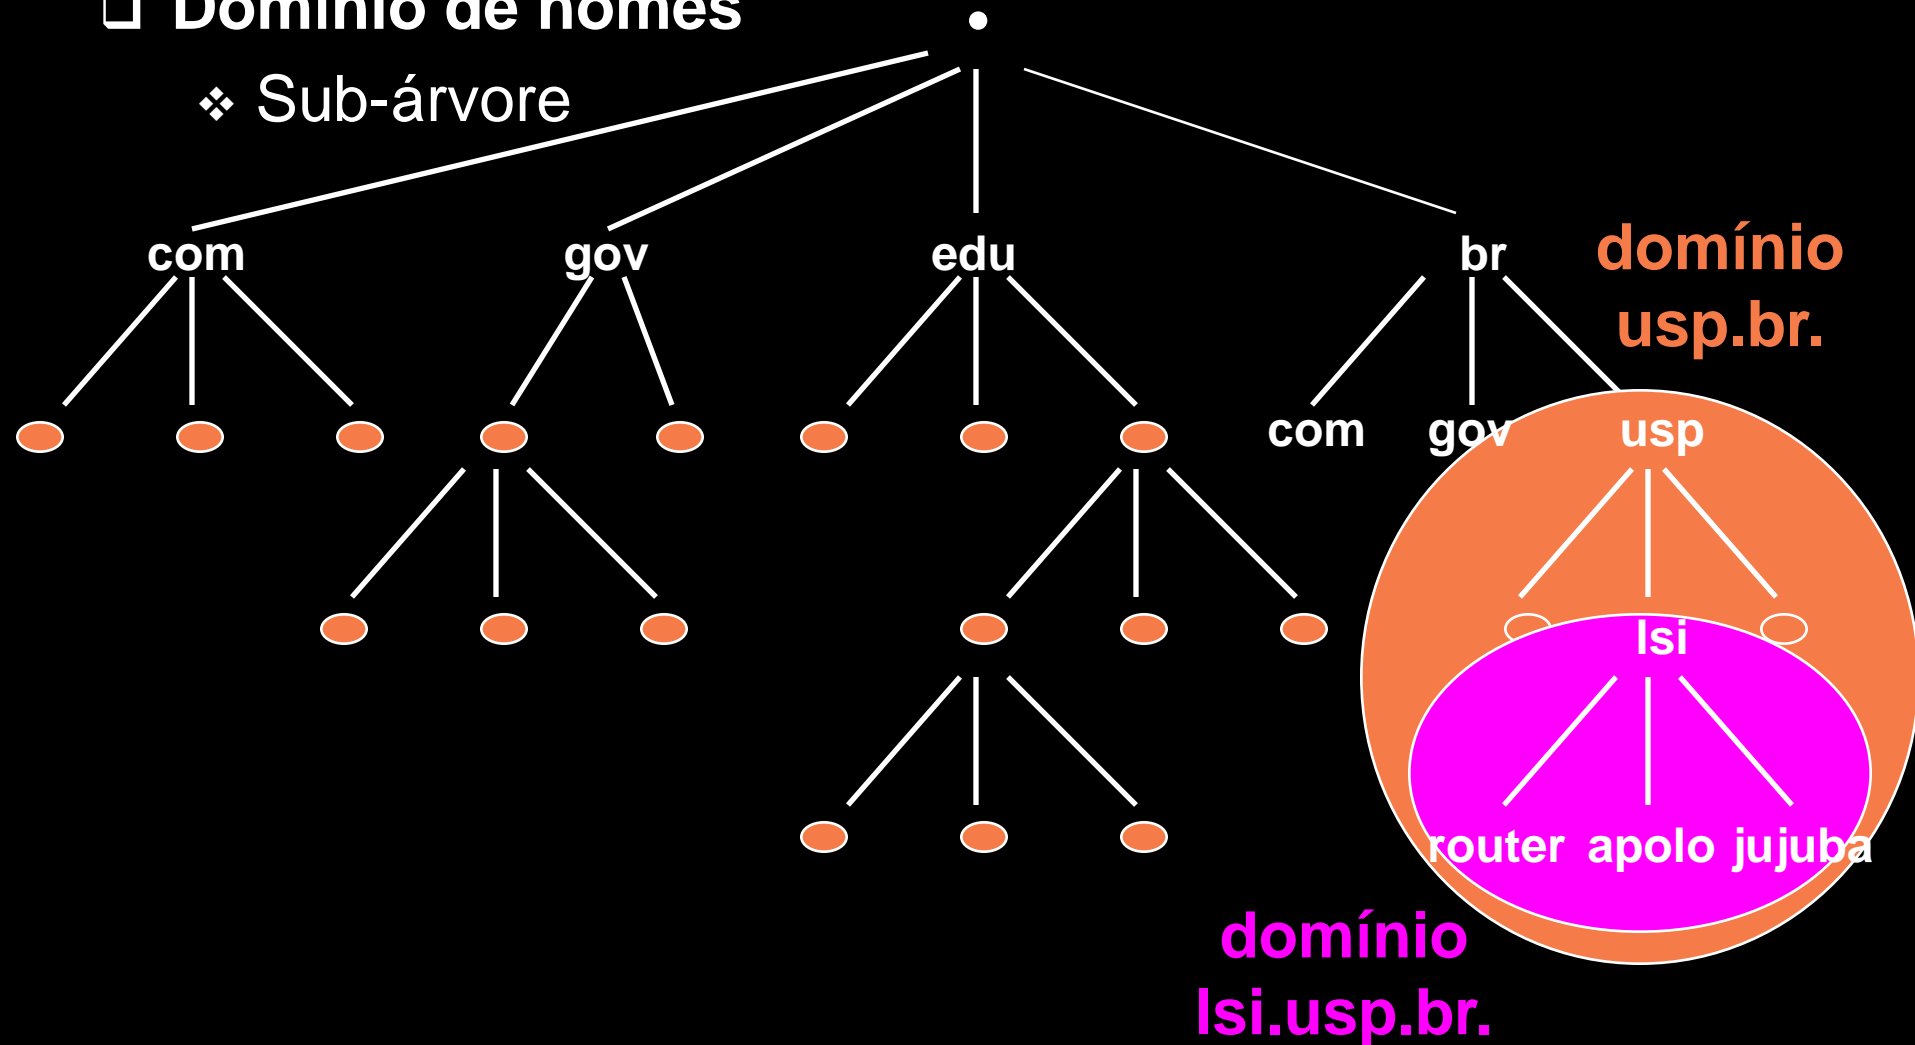 ❑ Domínio de nomes
❖ Sub-árvore
•
com gov edu br
domínio
usp.br.
com gov usp
lsi
router apolo jujuba
domínio
lsi.usp.br.